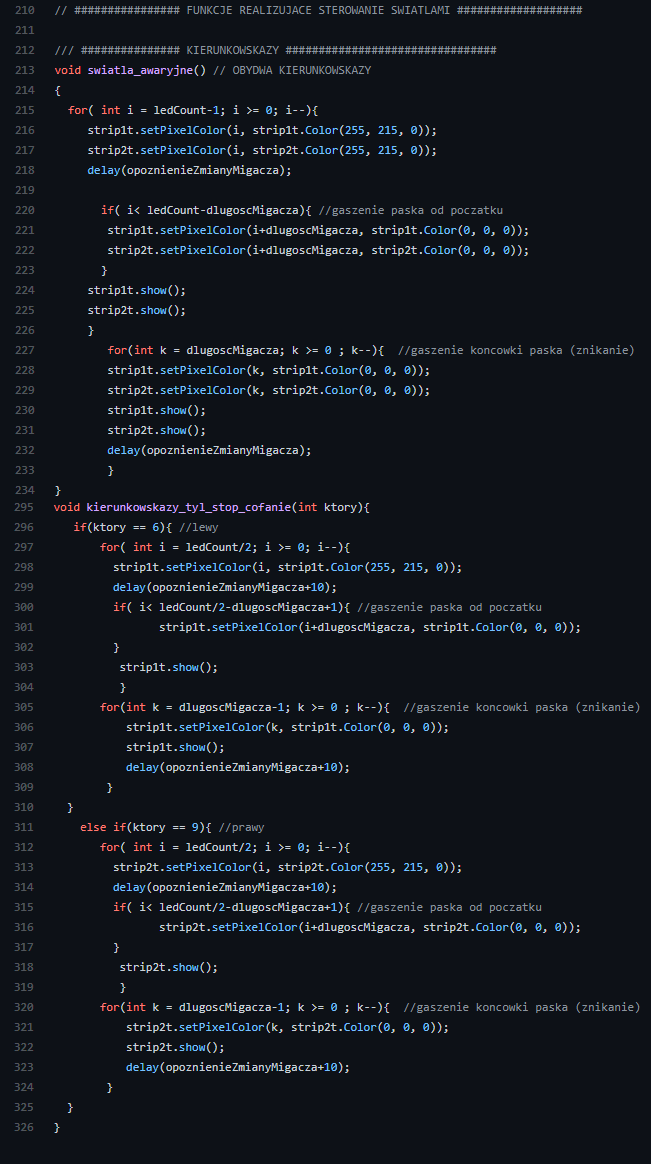 210 // ################ FUNKCJE REALIZUJACE STEROWANIE SWIATLAMI ###################
211
212 /// ############### KIERUNKOWSKAZY ################################
213 void swiatla_awaryjne() // OBYDWA KIERUNKOWSKAZY
214 {
215   for( int i = ledCount-1; i >= 0; i--){
216      strip1t.setPixelColor(i, strip1t.Color(255, 215, 0));
217      strip2t.setPixelColor(i, strip2t.Color(255, 215, 0));
218      delay(opoznienieZmianyMigacza);
219
220        if( i< ledCount-dlugoscMigacza){ //gaszenie paska od poczatku
221         strip1t.setPixelColor(i+dlugoscMigacza, strip1t.Color(0, 0, 0));
222         strip2t.setPixelColor(i+dlugoscMigacza, strip2t.Color(0, 0, 0));
223        }
224      strip1t.show();
225      strip2t.show();
226      }
227         for(int k = dlugoscMigacza; k >= 0 ; k--){  //gaszenie koncowki paska (znikanie)
228         strip1t.setPixelColor(k, strip1t.Color(0, 0, 0));
229         strip2t.setPixelColor(k, strip2t.Color(0, 0, 0));
230         strip1t.show();
231         strip2t.show();
232         delay(opoznienieZmianyMigacza);
233         }
234 }
295 void kierunkowskazy_tyl_stop_cofanie(int ktory){
296    if(ktory == 6){ //lewy
297        for( int i = ledCount/2; i >= 0; i--){
298          strip1t.setPixelColor(i, strip1t.Color(255, 215, 0));
299          delay(opoznienieZmianyMigacza+10);
300          if( i< ledCount/2-dlugoscMigacza+1){ //gaszenie paska od poczatku
301                 strip1t.setPixelColor(i+dlugoscMigacza, strip1t.Color(0, 0, 0));
302          }
303           strip1t.show();
304           }
305        for(int k = dlugoscMigacza-1; k >= 0 ; k--){  //gaszenie koncowki paska (znikanie)
306            strip1t.setPixelColor(k, strip1t.Color(0, 0, 0));
307            strip1t.show();
308            delay(opoznienieZmianyMigacza+10);
309         }
310   }
311     else if(ktory == 9){ //prawy
312        for( int i = ledCount/2; i >= 0; i--){
313          strip2t.setPixelColor(i, strip2t.Color(255, 215, 0));
314          delay(opoznienieZmianyMigacza+10);
315          if( i< ledCount/2-dlugoscMigacza+1){ //gaszenie paska od poczatku
316                 strip2t.setPixelColor(i+dlugoscMigacza, strip2t.Color(0, 0, 0));
317          }
318           strip2t.show();
319           }
320        for(int k = dlugoscMigacza-1; k >= 0 ; k--){  //gaszenie koncowki paska (znikanie)
321            strip2t.setPixelColor(k, strip2t.Color(0, 0, 0));
322            strip2t.show();
323            delay(opoznienieZmianyMigacza+10);
324         }
325   }
326 }